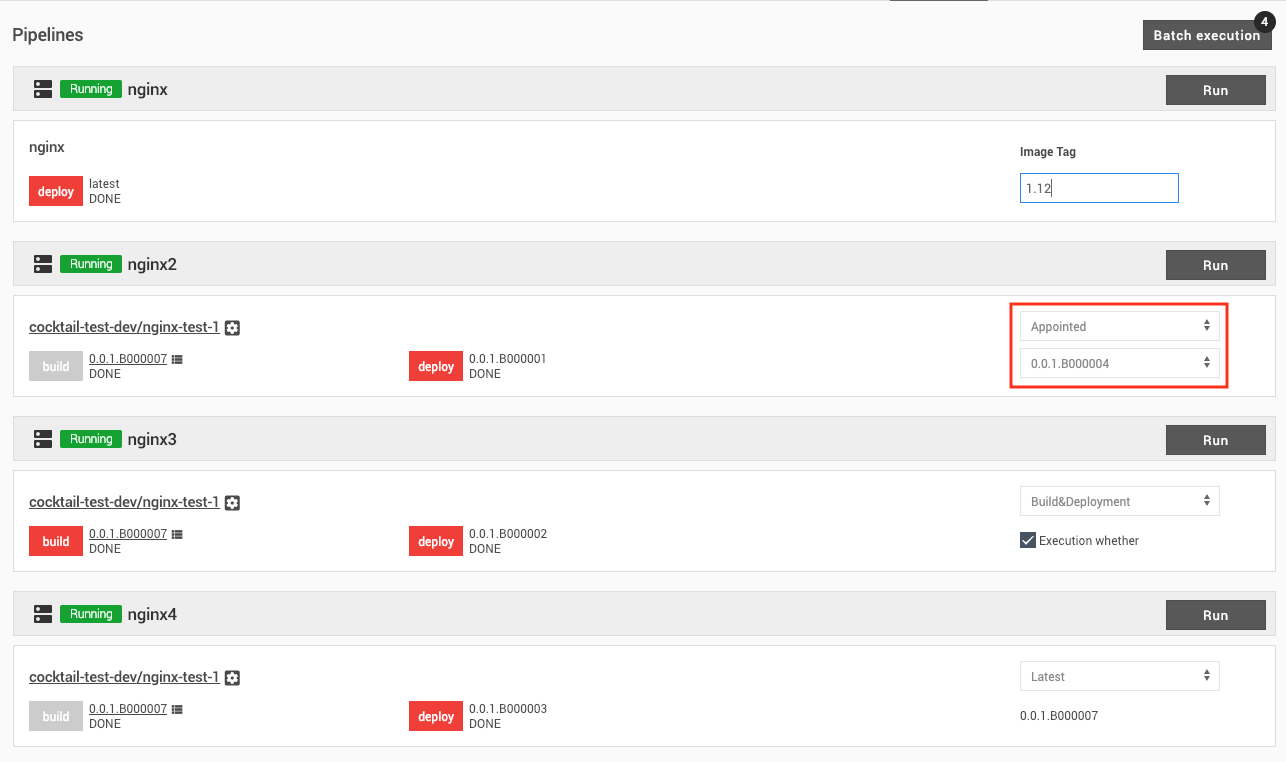 Pipelines
4
Batch execution
Running nginx
Run
nginx
Image Tag
deploy
latest
DONE
1.12
Running nginx2
Run
cocktail-test-dev/nginx-test-1
Appointed
build
0.0.1.B000007
DONE
deploy
0.0.1.B000001
DONE
0.0.1.B000004
Running nginx3
Run
cocktail-test-dev/nginx-test-1
Build&Deployment
build
0.0.1.B000007
DONE
deploy
0.0.1.B000002
DONE
Execution whether
Running nginx4
Run
cocktail-test-dev/nginx-test-1
Latest
build
0.0.1.B000007
DONE
deploy
0.0.1.B000003
DONE
0.0.1.B000007